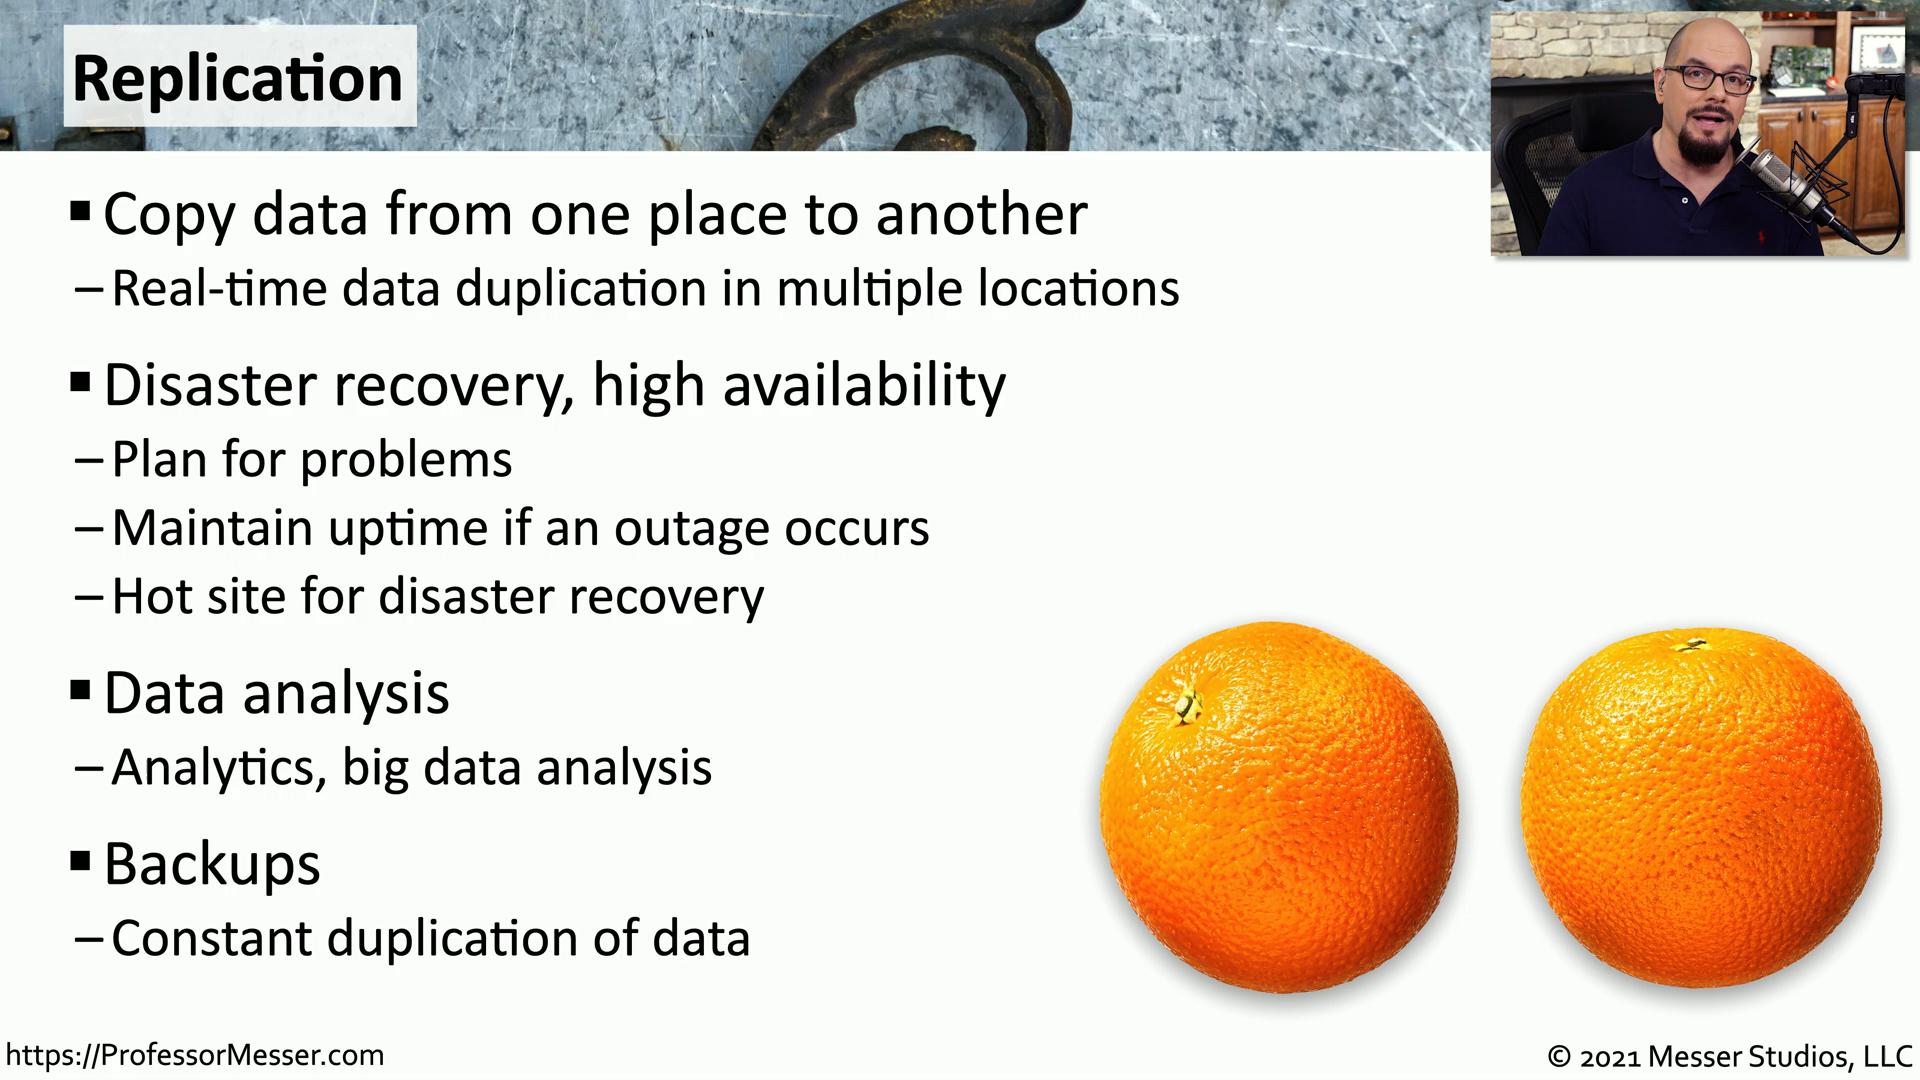 Replication
▪ Copy data from one place to another
– Real-time data duplication in multiple locations
▪ Disaster recovery, high availability
– Plan for problems
– Maintain uptime if an outage occurs
– Hot site for disaster recovery
▪ Data analysis
– Analytics, big data analysis
▪ Backups
– Constant duplication of data
https://ProfessorMesser.com
© 2021 Messer Studios, LLC